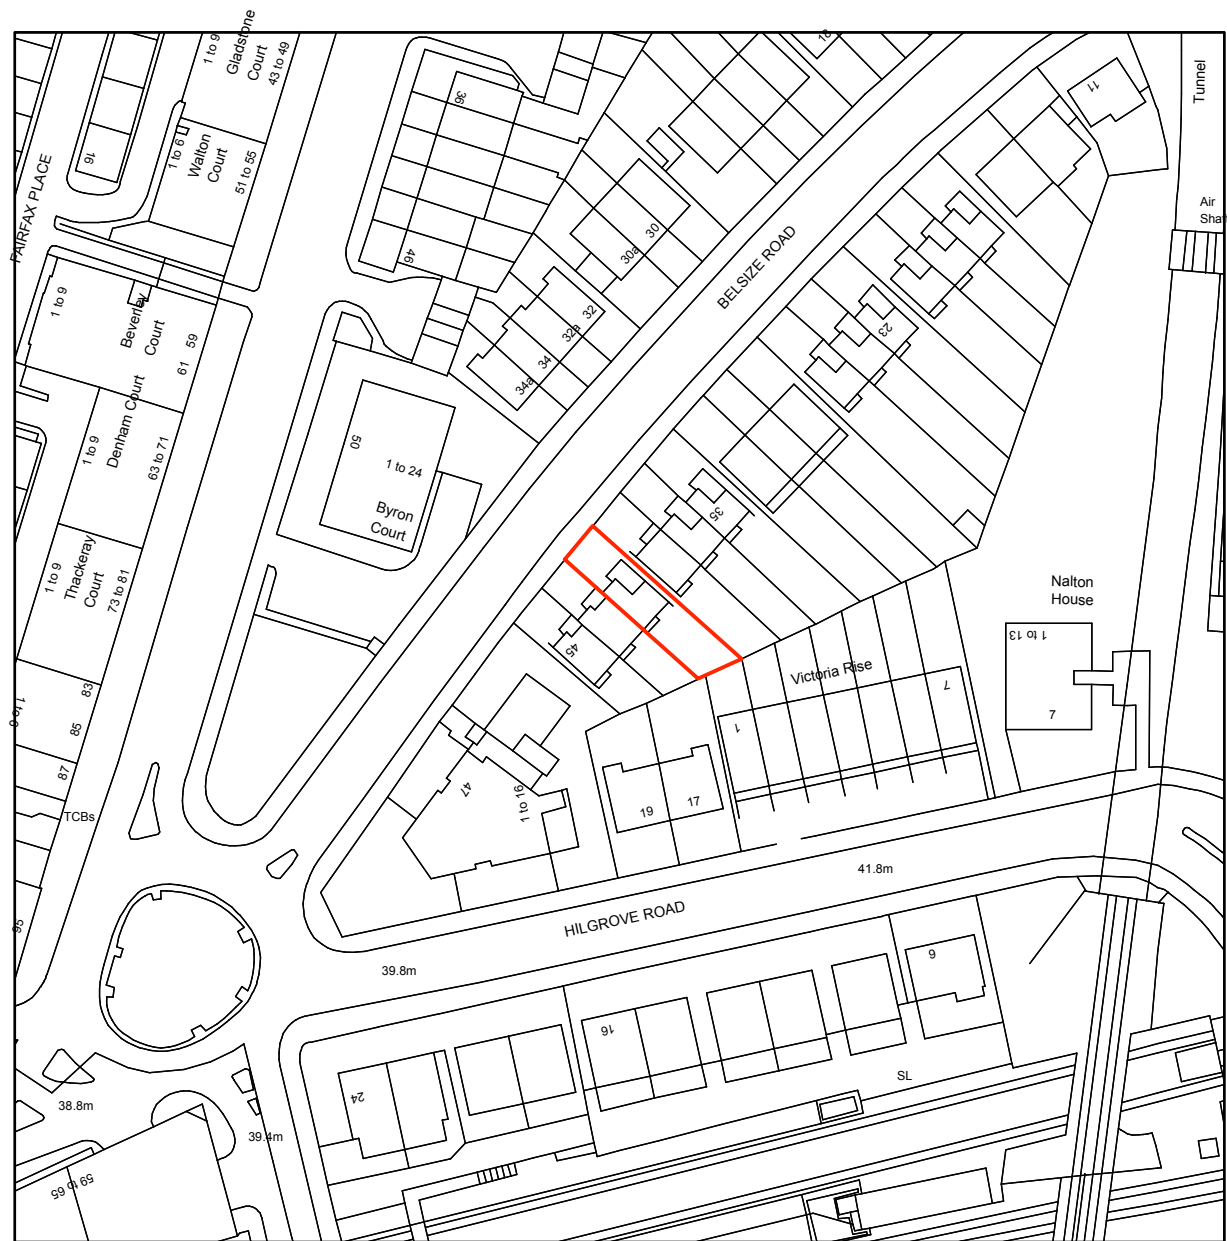 1 to 9
Gladstone
Court
43 to 49
18
36
11
Tunnel
16
1 to 6
Walton
Court
51 to 55
FAIRFAX PLACE
Air
46
30
30a
BELSIZE ROAD
1 to 9
Beverley
Court
59
61
32
32a
34
34a
23
1 to 9
Denham Court
63 to 71
50
1 to 24
Byron
Court
35
1 to 9
Thackeray
Court
73 to 81
Nalton
House
1 to 13
7
45
Victoria Rise
1
7
83
85
87
TCBs
47
1 to 16
19
17
41.8m
HILGROVE ROAD
95
39.8m
9
16
24
SL
38.8m
39.4m
59 to 65